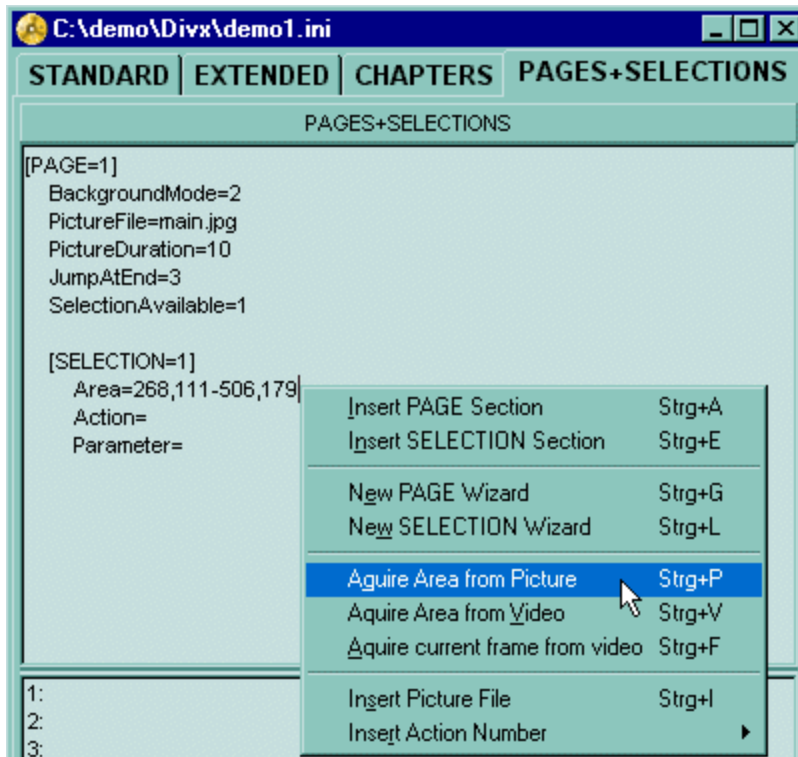 C:\demo\Divx\demo1.ini
STANDARD EXTENDED CHAPTERS PAGES+SELECTIONS
PAGES+SELECTIONS
[PAGE=1]
BackgroundMode=2
PictureFile=main.jpg
PictureDuration=10
JumpAtEnd=3
SelectionAvailable=1
[SELECTION=1]
Area=268,111-506,179
Action=
Parameter=
Insert PAGE Section Strg+A
Insert SELECTION Section Strg+E
New PAGE Wizard Strg+G
New SELECTION Wizard Strg+L
Aguire Area from Picture Strg+P
Aquire Area from Video Strg+V
Aquire current frame from video Strg+F
Insert Picture File Strg+I
Insert Action Number
1:
2:
3: